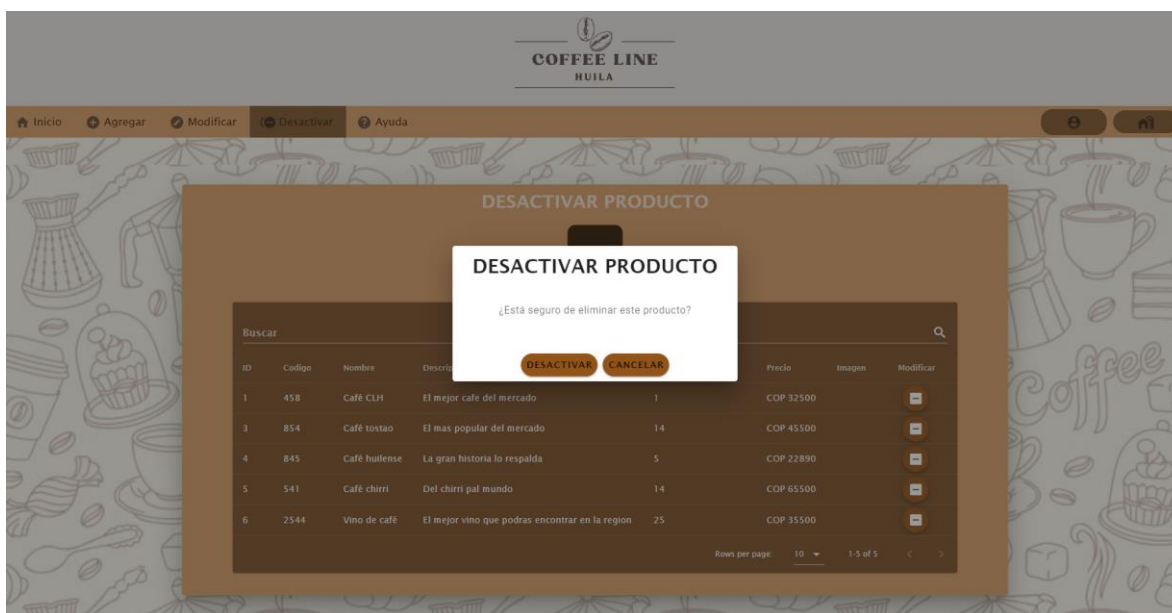 COFFEE LINE
HUILA
Inicio Agregar Modificar Desactivar Ayuda
DESACTIVAR PRODUCTO
DESACTIVAR PRODUCTO
¿Está seguro de eliminar este producto?
DESACTIVAR CANCELAR
Buscar
ID Codigo Nombre Precio Imagen Modificar
1 458 Café CLH El mejor cafe del mercado 1 COP 32500
3 854 Café tostao El mas popular del mercado 14 COP 45500
4 845 Café huilense La gran historia lo respalda 5 COP 22890
5 541 Café chirri Del chirri pal mundo 14 COP 65500
6 2544 Vino de café El mejor vino que podras encontrar en la region 25 COP 35500
Rows per page: 10 1-5 of 5
Coffee